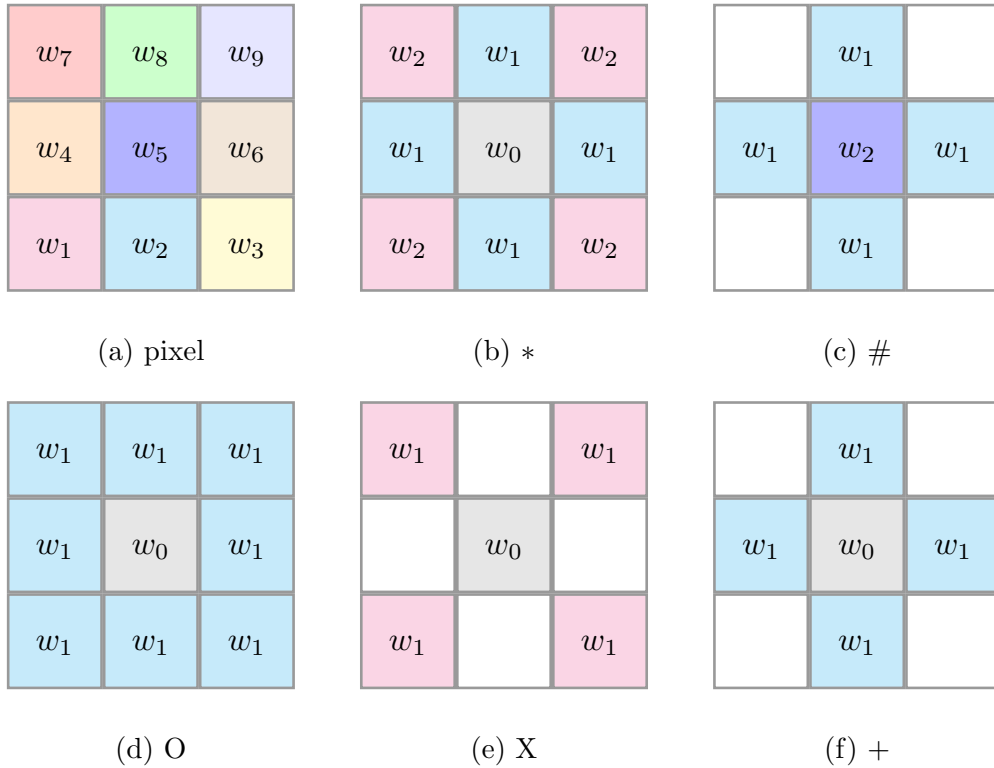 w₇ w₈ w₉ w₂ w₁ w₂ w₁
w₄ w₅ w₆ w₁ w₀ w₁ w₁ w₂ w₁
w₁ w₂ w₃ w₂ w₁ w₂ w₁
(a) pixel (b) * (c) #
w₁ w₁ w₁ w₁ w₁ w₁
w₁ w₀ w₁ w₀ w₁ w₀ w₁
w₁ w₁ w₁ w₁ w₁ w₁
(d) O (e) X (f) +